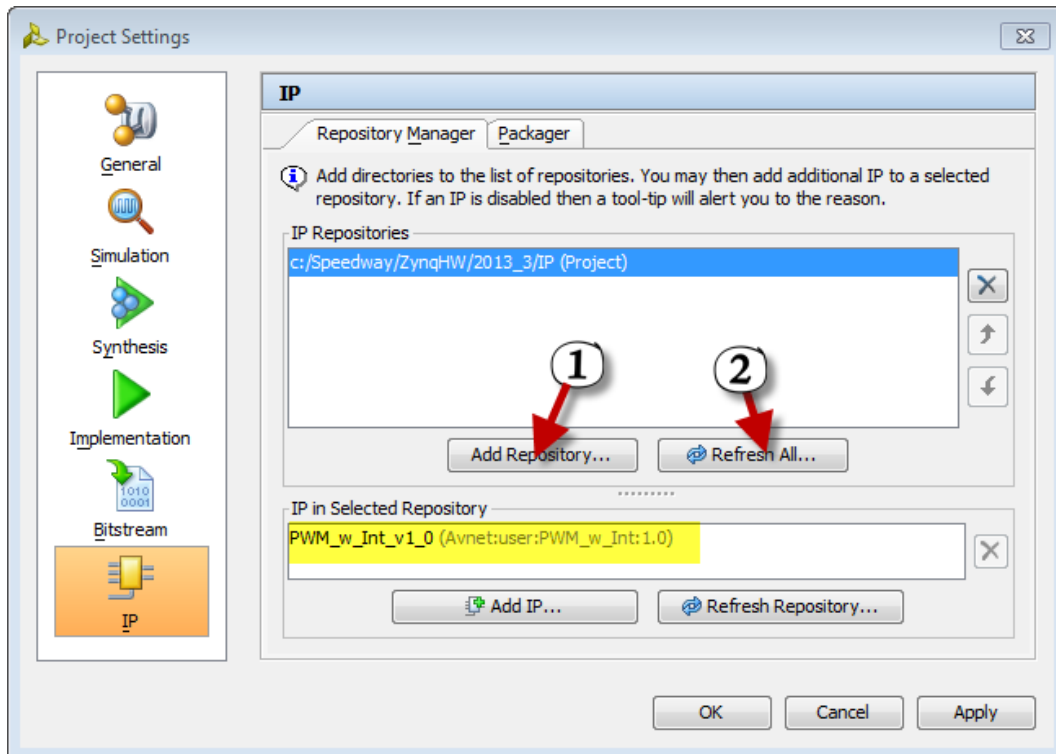 Project Settings
General
Simulation
Synthesis
Implementation
1010
0001
Bitstream
IP
IP
Repository Manager
Packager
Add directories to the list of repositories. You may then add additional IP to a selected
repository. If an IP is disabled then a tool-tip will alert you to the reason.
IP Repositories
c:/Speedway/ZynqHW/2013_3/IP (Project)
1
2
Add Repository...
Refresh All...
IP in Selected Repository
PWM_w_Int_v1_0 (Avnet:user:PWM_w_Int:1.0)
Add IP...
Refresh Repository...
OK
Cancel
Apply